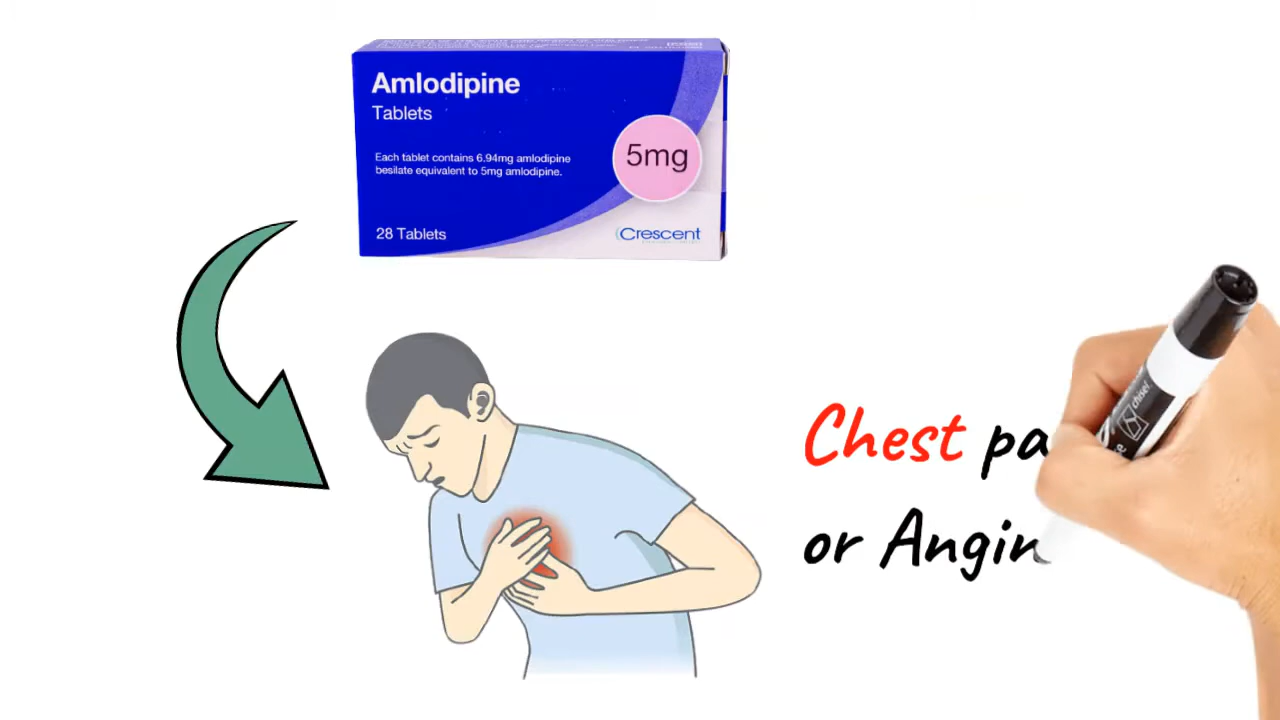 Amlodipine
Tablets
Each tablet contains 6.94mg amlodipine
besilate equivalent to 5mg amlodipine.
5mg
28 Tablets
Crescent
Chest pa
or Angin
chisel